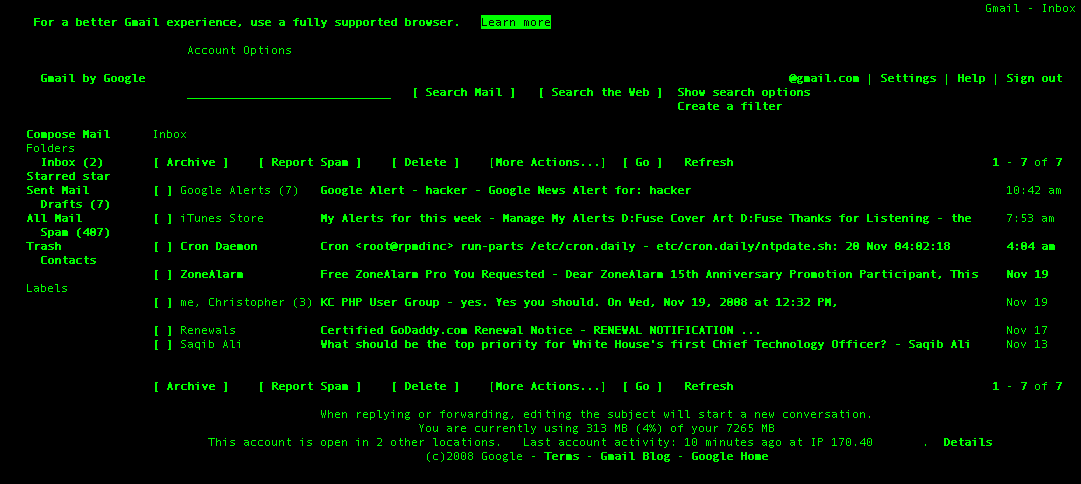 Gmail - Inbox
For a better Gmail experience, use a fully supported browser. Learn more
Account Options
Gmail by Google @gmail.com | Settings | Help | Sign out
[ Search Mail ] [ Search the Web ] Show search options
Create a filter
Compose Mail Inbox
Folders
Inbox (2) [ Archive ] [ Report Spam ] [ Delete ] [More Actions...] [ Go ] Refresh 1 - 7 of 7
Starred star
Sent Mail [ ] Google Alerts (7) Google Alert - hacker - Google News Alert for: hacker 10:42 am
Drafts (7)
All Mail [ ] iTunes Store My Alerts for this week - Manage My Alerts D:Fuse Cover Art D:Fuse Thanks for Listening - the 7:53 am
Spam (407)
Trash [ ] Cron Daemon Cron <root@rpmdinc> run-parts /etc/cron.daily - etc/cron.daily/ntpdate.sh: 20 Nov 04:02:18 4:04 am
Contacts
[ ] ZoneAlarm Free ZoneAlarm Pro You Requested - Dear ZoneAlarm 15th Anniversary Promotion Participant, This Nov 19
Labels
[ ] me, Christopher (3) KC PHP User Group - yes. Yes you should. On Wed, Nov 19, 2008 at 12:32 PM, Nov 19
[ ] Renewals Certified GoDaddy.com Renewal Notice - RENEWAL NOTIFICATION ... Nov 17
[ ] Saqib Ali What should be the top priority for White House's first Chief Technology Officer? - Saqib Ali Nov 13
[ Archive ] [ Report Spam ] [ Delete ] [More Actions...] [ Go ] Refresh 1 - 7 of 7
When replying or forwarding, editing the subject will start a new conversation.
You are currently using 313 MB (4%) of your 7265 MB
This account is open in 2 other locations. Last account activity: 10 minutes ago at IP 170.40 . Details
(c)2008 Google - Terms - Gmail Blog - Google Home